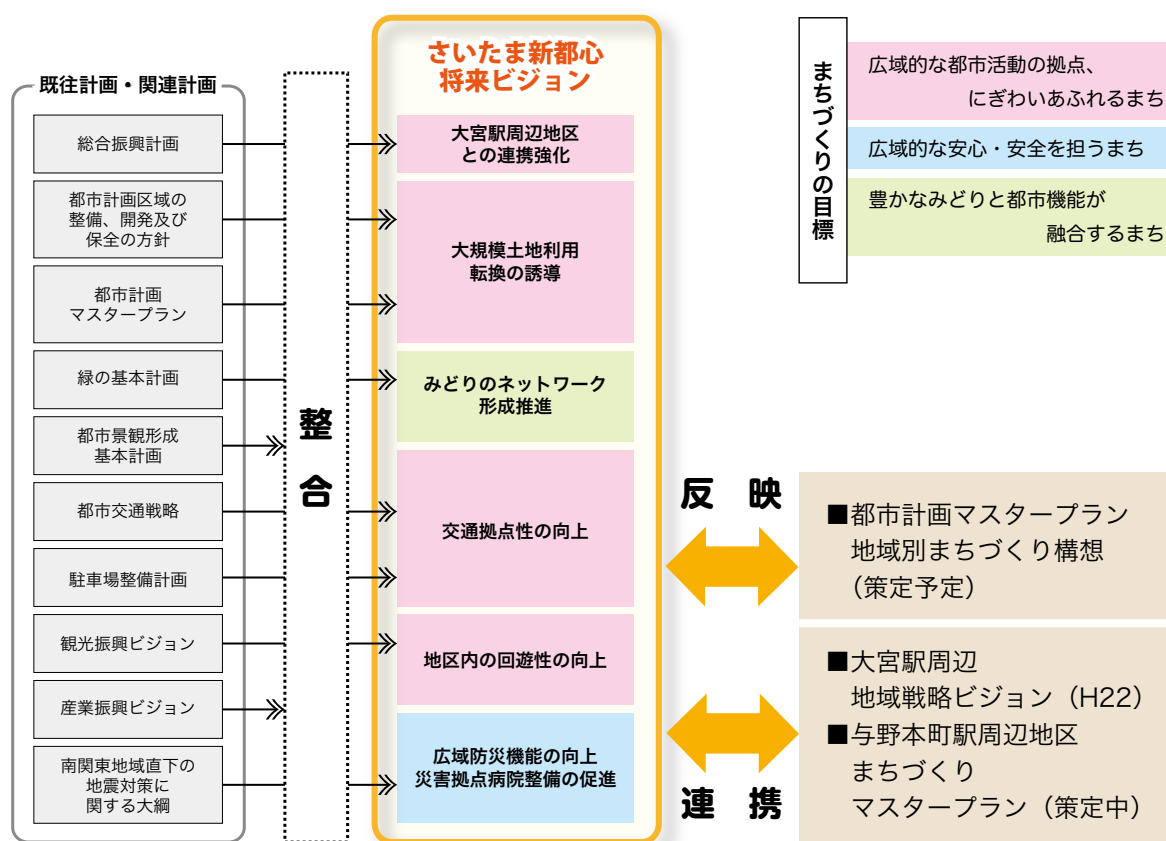 既往計画・関連計画
総合振興計画
都市計画区域の
整備、開発及び
保全の方針
都市計画
マスタープラン
緑の基本計画
都市景観形成
基本計画
都市交通戦略
駐車場整備計画
観光振興ビジョン
産業振興ビジョン
南関東地域直下の
地震対策に
関する大綱
整合
さいたま新都心
将来ビジョン
大宮駅周辺地区
との連携強化
大規模土地利用
転換の誘導
みどりのネットワーク
形成推進
交通拠点性の向上
地区内の回遊性の向上
広域防災機能の向上
災害拠点病院整備の促進
まちづくりの目標
広域的な都市活動の拠点、
にぎわいあふれるまち
広域的な安心・安全を担うまち
豊かなみどりと都市機能が
融合するまち
反 映
■都市計画マスタープラン
地域別まちづくり構想
（策定予定）
連 携
■大宮駅周辺
地域戦略ビジョン（H22）
■与野本町駅周辺地区
まちづくり
マスタープラン（策定中）